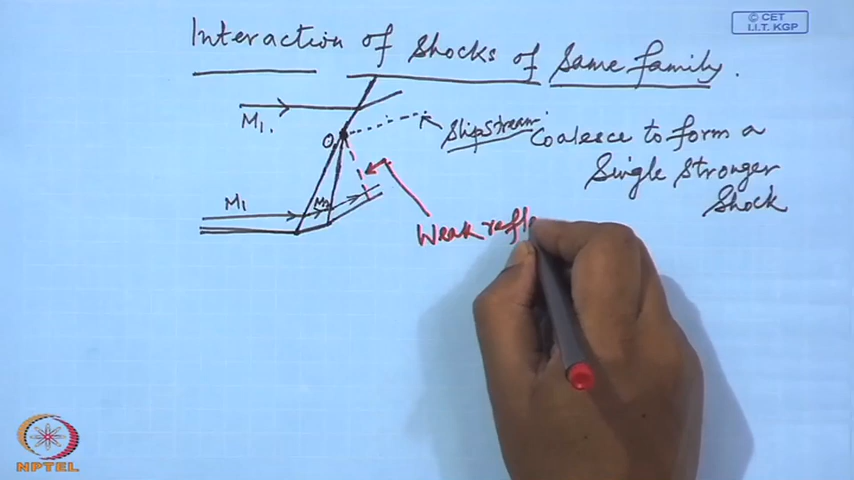 © CET
I.I.T. KGP
Interaction of Shocks of Same family.
M1.
O
Slipstream
Coalesce to form a
Single Stronger
Shock
M1
M2
Weak refle
NPTEL